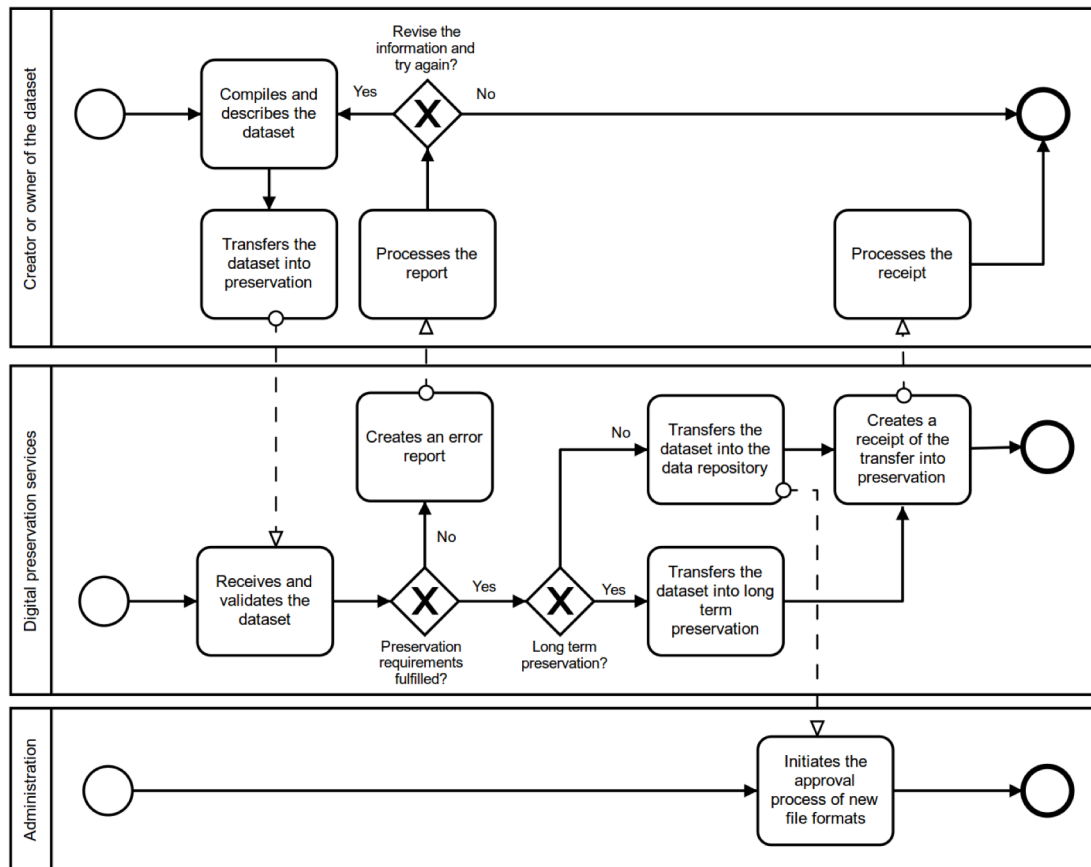 Creator or owner of the dataset
Revise the
information and
try again?
Compiles and
describes the
dataset
Yes
No
Transfers the
dataset into
preservation
Processes the
report
Processes the
receipt
Digital preservation services
Creates an error
report
No
Transfers the
dataset into the
data repository
Creates a
receipt of the
transfer into
preservation
No
Receives and
validates the
dataset
Yes
Yes
Transfers the
dataset into long
term
preservation
Preservation
requirements
fulfilled?
Long term
preservation?
Administration
Initiates the
approval
process of new
file formats